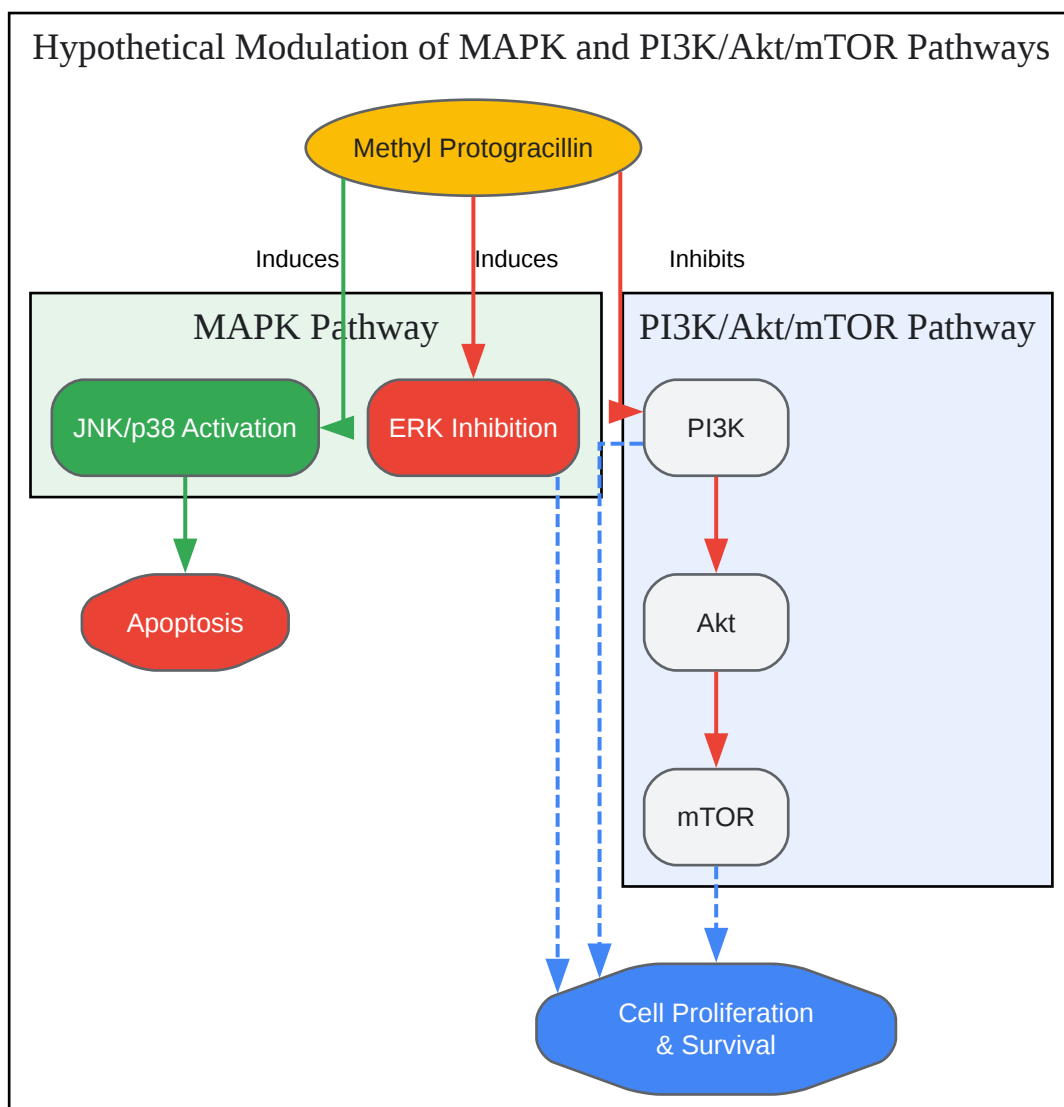 Hypothetical Modulation of MAPK and PI3K/Akt/mTOR Pathways
Methyl Protogracillin
Induces
Induces
Inhibits
MAPK Pathway
PI3K/Akt/mTOR Pathway
JNK/p38 Activation
ERK Inhibition
PI3K
Apoptosis
Akt
mTOR
Cell Proliferation
& Survival